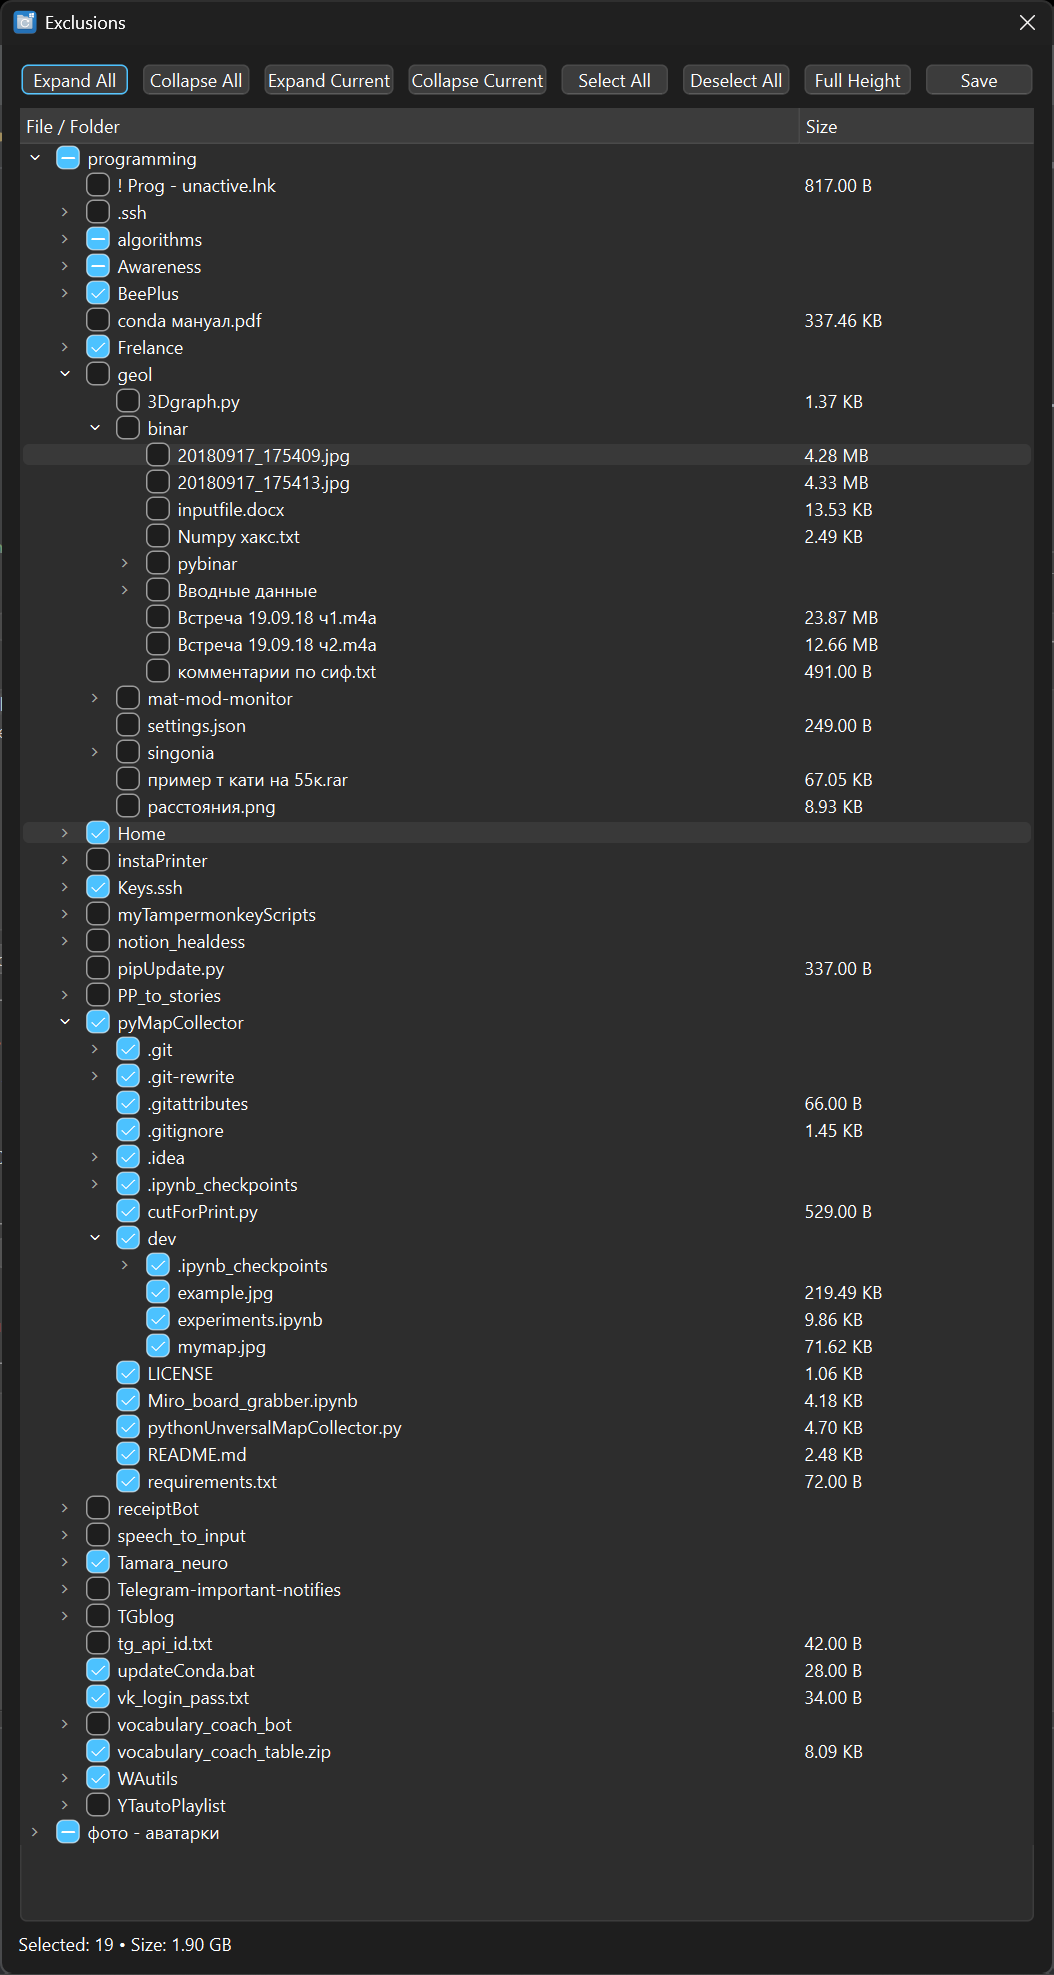 Exclusions
Expand All Collapse All Expand Current Collapse Current Select All Deselect All Full Height Save
File / Folder Size
programming
! Prog - unactive.lnk 817.00 B
.ssh
algorithms
Awareness
BeePlus
conda мануал.pdf 337.46 KB
Frelance
geol
3Dgraph.py 1.37 KB
binar
20180917_175409.jpg 4.28 MB
20180917_175413.jpg 4.33 MB
inputfile.docx 13.53 KB
Numpy хакс.txt 2.49 KB
pybinar
Вводные данные
Встреча 19.09.18 ч1.m4a 23.87 MB
Встреча 19.09.18 ч2.m4a 12.66 MB
комментарии по сиф.txt 491.00 B
mat-mod-monitor
settings.json 249.00 B
singonia
пример т кати на 55к.rar 67.05 KB
расстояния.png 8.93 KB
Home
instaPrinter
Keys.ssh
myTampermonkeyScripts
notion_healdess
pipUpdate.py 337.00 B
PP_to_stories
pyMapCollector
.git
.git-rewrite
.gitattributes 66.00 B
.gitignore 1.45 KB
.idea
.ipynb_checkpoints
cutForPrint.py 529.00 B
dev
.ipynb_checkpoints
example.jpg 219.49 KB
experiments.ipynb 9.86 KB
mymap.jpg 71.62 KB
LICENSE 1.06 KB
Miro_board_grabber.ipynb 4.18 KB
pythonUnversalMapCollector.py 4.70 KB
README.md 2.48 KB
requirements.txt 72.00 B
receiptBot
speech_to_input
Tamara_neuro
Telegram-important-notifies
TGblog
tg_api_id.txt 42.00 B
updateConda.bat 28.00 B
vk_login_pass.txt 34.00 B
vocabulary_coach_bot
vocabulary_coach_table.zip 8.09 KB
WAutils
YTautoPlaylist
фото - аватарки
Selected: 19 • Size: 1.90 GB